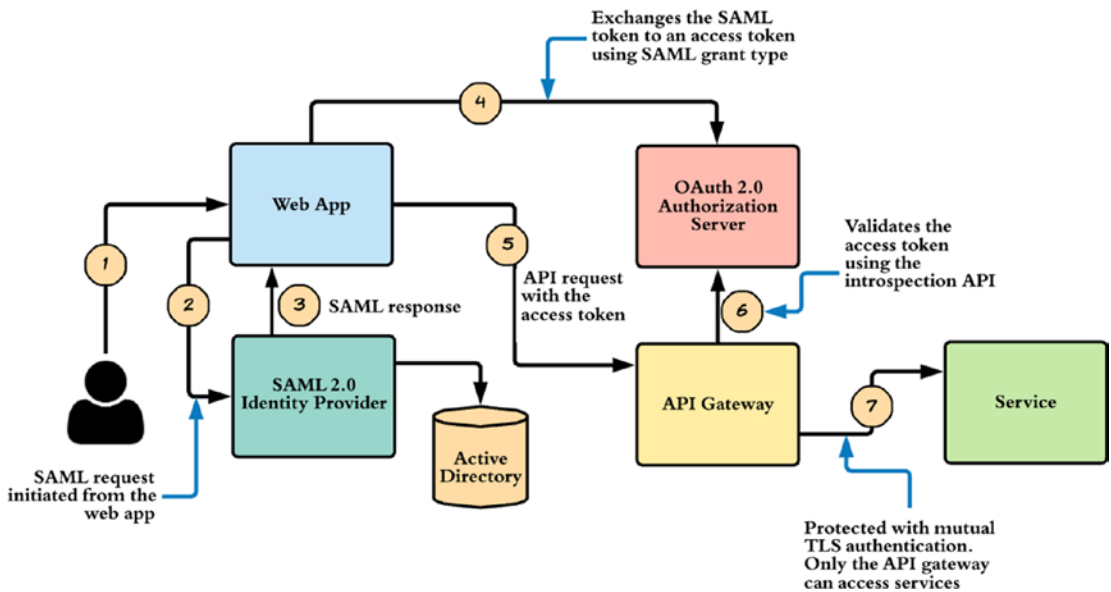 Exchanges the SAML
token to an access token
using SAML grant type
4
Web App
OAuth 2.0
Authorization
Server
1
2
3
SAML response
5
API request
with the
access token
Validates the
access token
using the
introspection API
6
SAML 2.0
Identity Provider
Active
Directory
API Gateway
7
Service
SAML request
initiated from the
web app
Protected with mutual
TLS authentication.
Only the API gateway
can access services